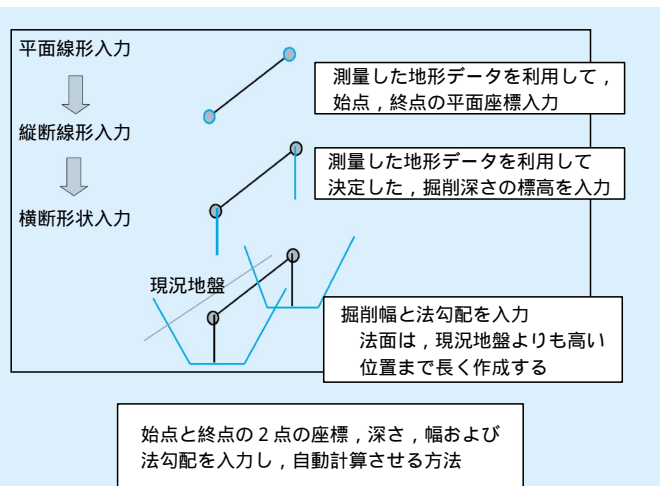 平面線形入力
測量した地形データを利用して，
始点，終点の平面座標入力
縦断線形入力
測量した地形データを利用して
決定した，掘削深さの標高を入力
横断形状入力
現況地盤
掘削幅と法勾配を入力
法面は，現況地盤よりも高い
位置まで長く作成する
始点と終点の２点の座標，深さ，幅および
法勾配を入力し，自動計算させる方法